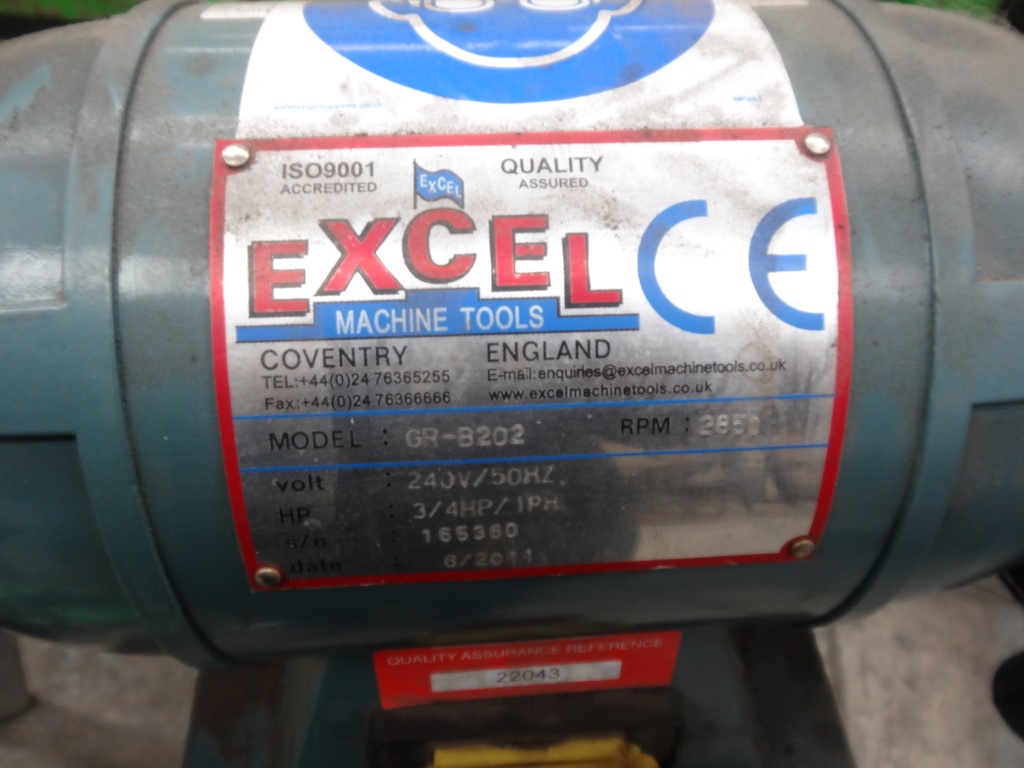 ISO9001
ACCREDITED
EXCEL
QUALITY
ASSURED
EXCEL
CE
MACHINE TOOLS
COVENTRY ENGLAND
TEL:+44(0)24 76365255 E-mail:enquiries@excelmachinetools.co.uk
Fax:+44(0)24 76366666 www.excelmachinetools.co.uk
MODEL : GR-B202 RPM : 2850
volt : 240V/50HZ.
HP : 3/4HP/1PH
s/n : 165360
date : 6/2011
QUALITY ASSURANCE REFERENCE
22043